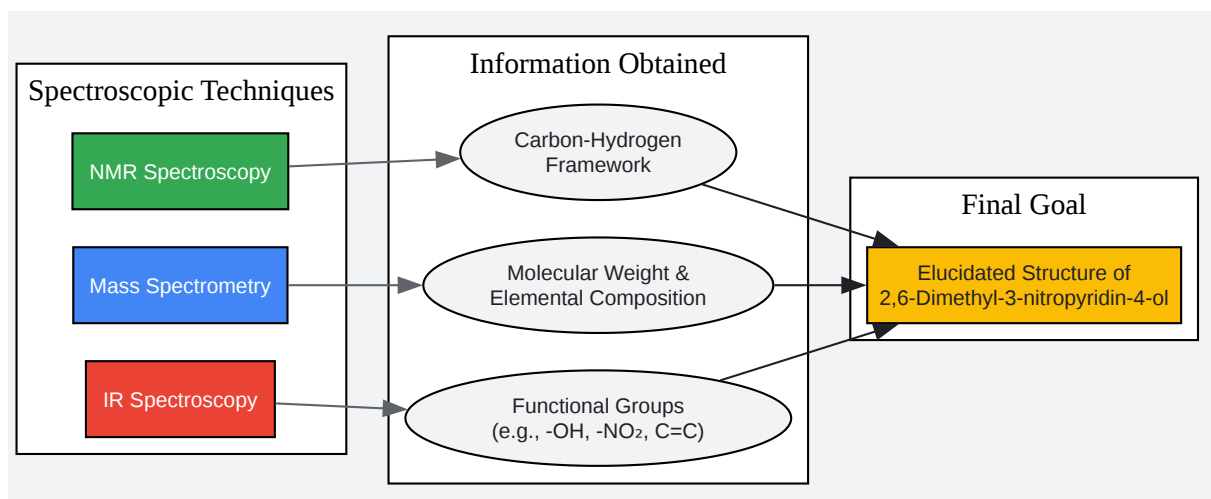 Spectroscopic Techniques
NMR Spectroscopy
Mass Spectrometry
IR Spectroscopy
Information Obtained
Carbon-Hydrogen
Framework
Molecular Weight &
Elemental Composition
Functional Groups
(e.g., -OH, -NO₂, C=C)
Final Goal
Elucidated Structure of
2,6-Dimethyl-3-nitropyridin-4-ol